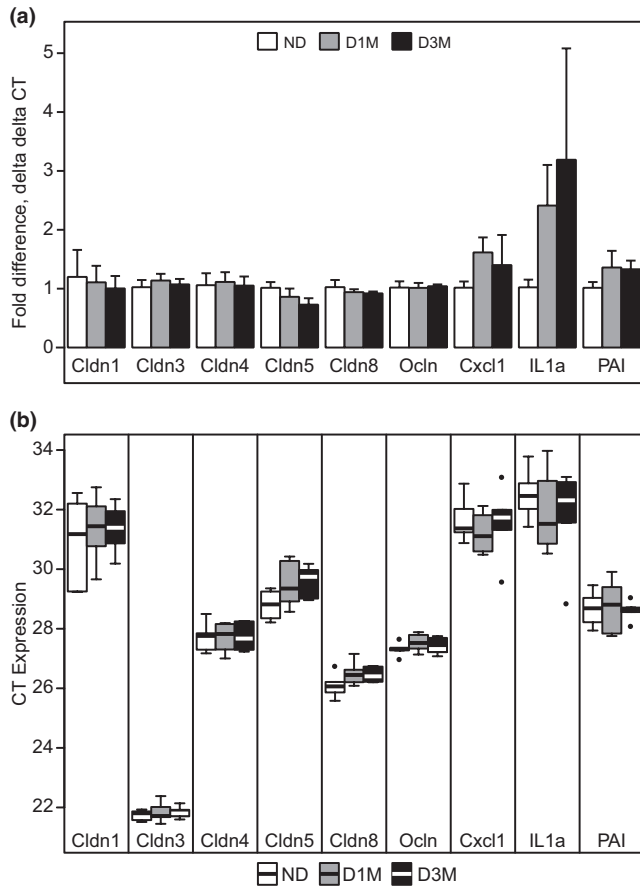 (a)
ND D1M D3M
Fold difference, delta delta CT
5
4
3
2
1
0
Cldn1 Cldn3 Cldn4 Cldn5 Cldn8 Ocln Cxcl1 IL1a PAI
(b)
CT Expression
34
32
30
28
26
24
22
Cldn1 Cldn3 Cldn4 Cldn5 Cldn8 Ocln Cxcl1 IL1a PAI
ND D1M D3M